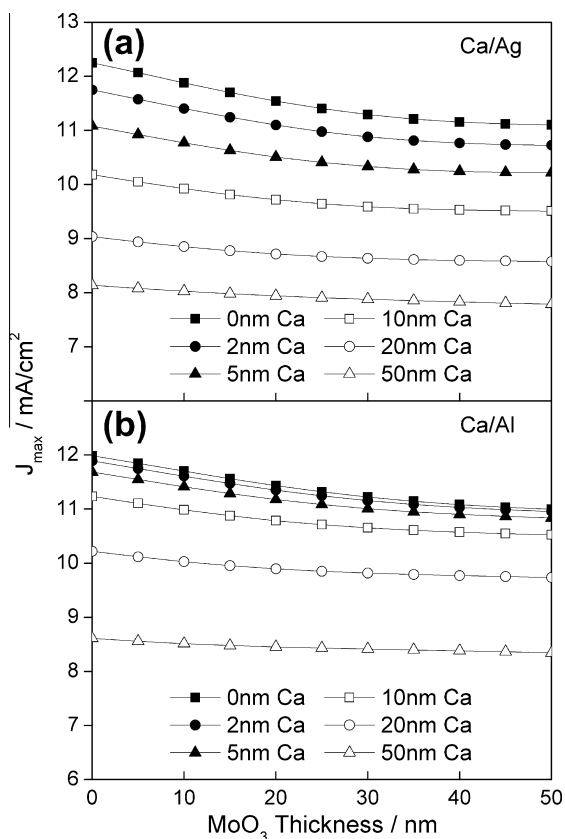 13
(a)
Ca/Ag
12
11
10
9
8
7
0nm Ca
10nm Ca
2nm Ca
20nm Ca
5nm Ca
50nm Ca
J_max / mA/cm²
(b)
Ca/Al
12
11
10
9
8
7
6
0nm Ca
10nm Ca
2nm Ca
20nm Ca
5nm Ca
50nm Ca
0 10 20 30 40 50
MoO₃ Thickness / nm